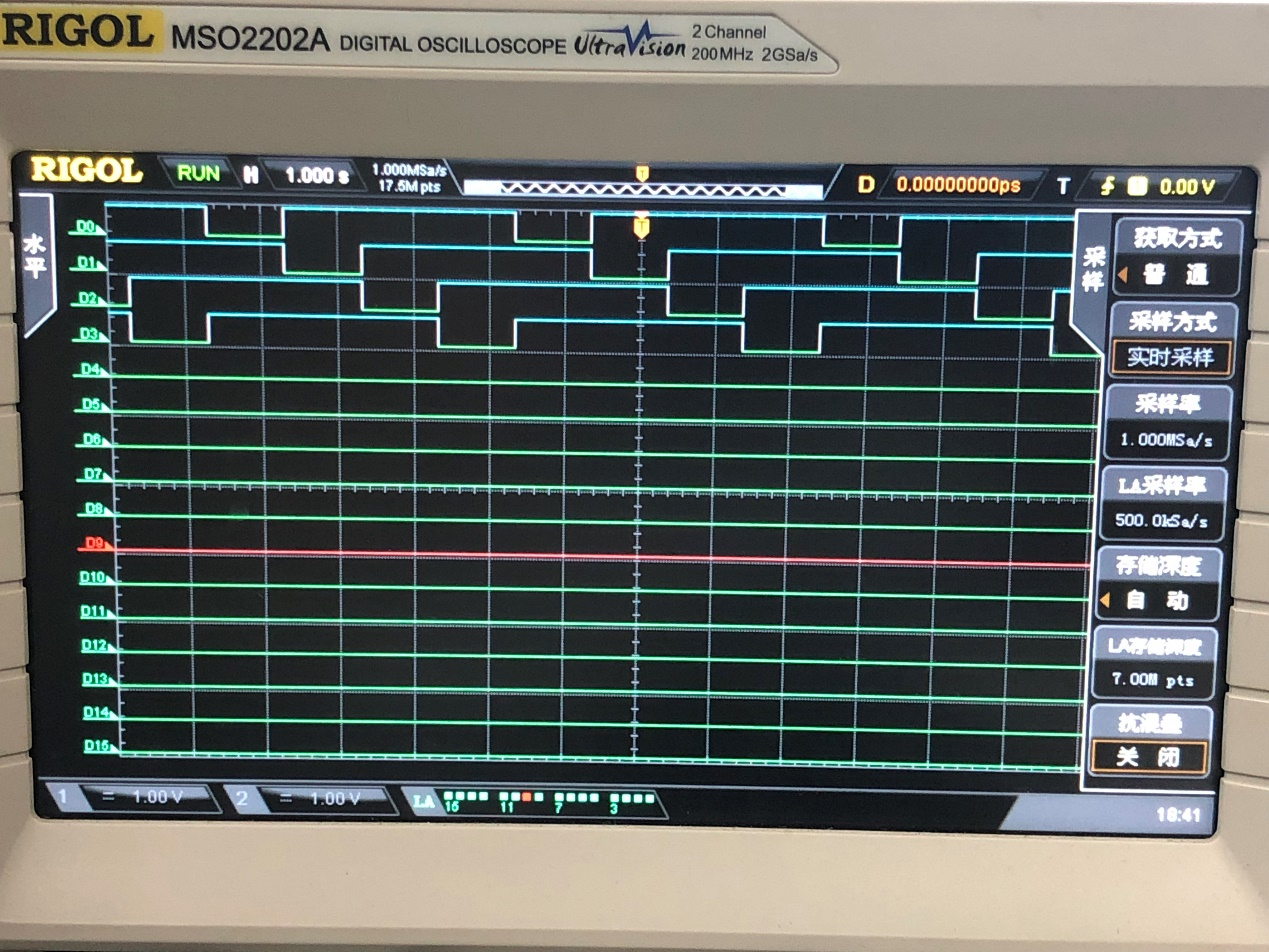 RIGOL MSO2202A DIGITAL OSCILLOSCOPE UltraVision 2 Channel
200MHz 2GSa/s
RIGOL RUN H 1.000 s 1.000MSa/s
17.5M pts
T
D 0.00000000ps T 0.00 V
水平
D0
T
D1
D2
D3
D4
D5
D6
D7
D8
D9
D10
D11
D12
D13
D14
D15
采样
获取方式
普 通
采样方式
实时采样
采样率
1.000MSa/s
LA采样率
500.0kSa/s
存储深度
自 动
LA存储深度
7.00M pts
抗混叠
关 闭
1 = 1.00 V 2 = 1.00 V LA 15 11 7 3
18:41